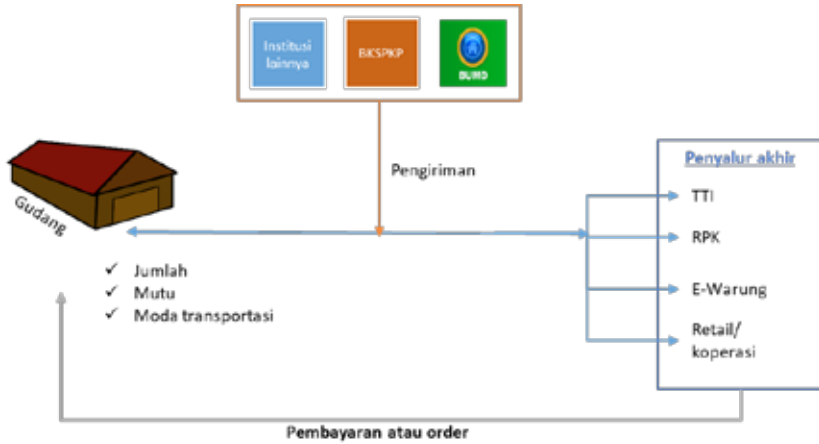 Institusi
lainnya
BKSPKP
BUMD
Pengiriman
Gudang
Penyalur akhir
TTI
RPK
E-Warung
Retail/
koperasi
✓ Jumlah
✓ Mutu
✓ Moda transportasi
Pembayaran atau order